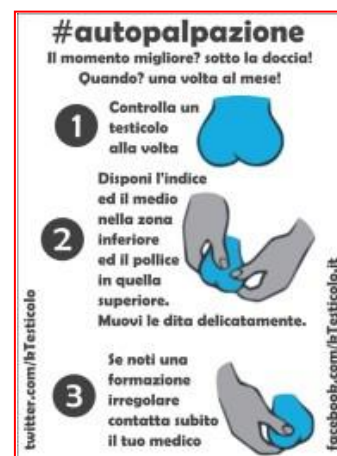 #autopalpazione
Il momento migliore? sotto la doccia!
Quando? una volta al mese!
1
Controlla un
testicolo
alla volta
2
Disponi l'indice
ed il medio
nella zona
inferiore
ed il pollice
in quella
superiore.
Muovi le dita delicatamente.
3
Se noti una
formazione
irregolare
contatta subito
il tuo medico
twitter.com/kTesticolo
facebook.com/kTesticolo.it